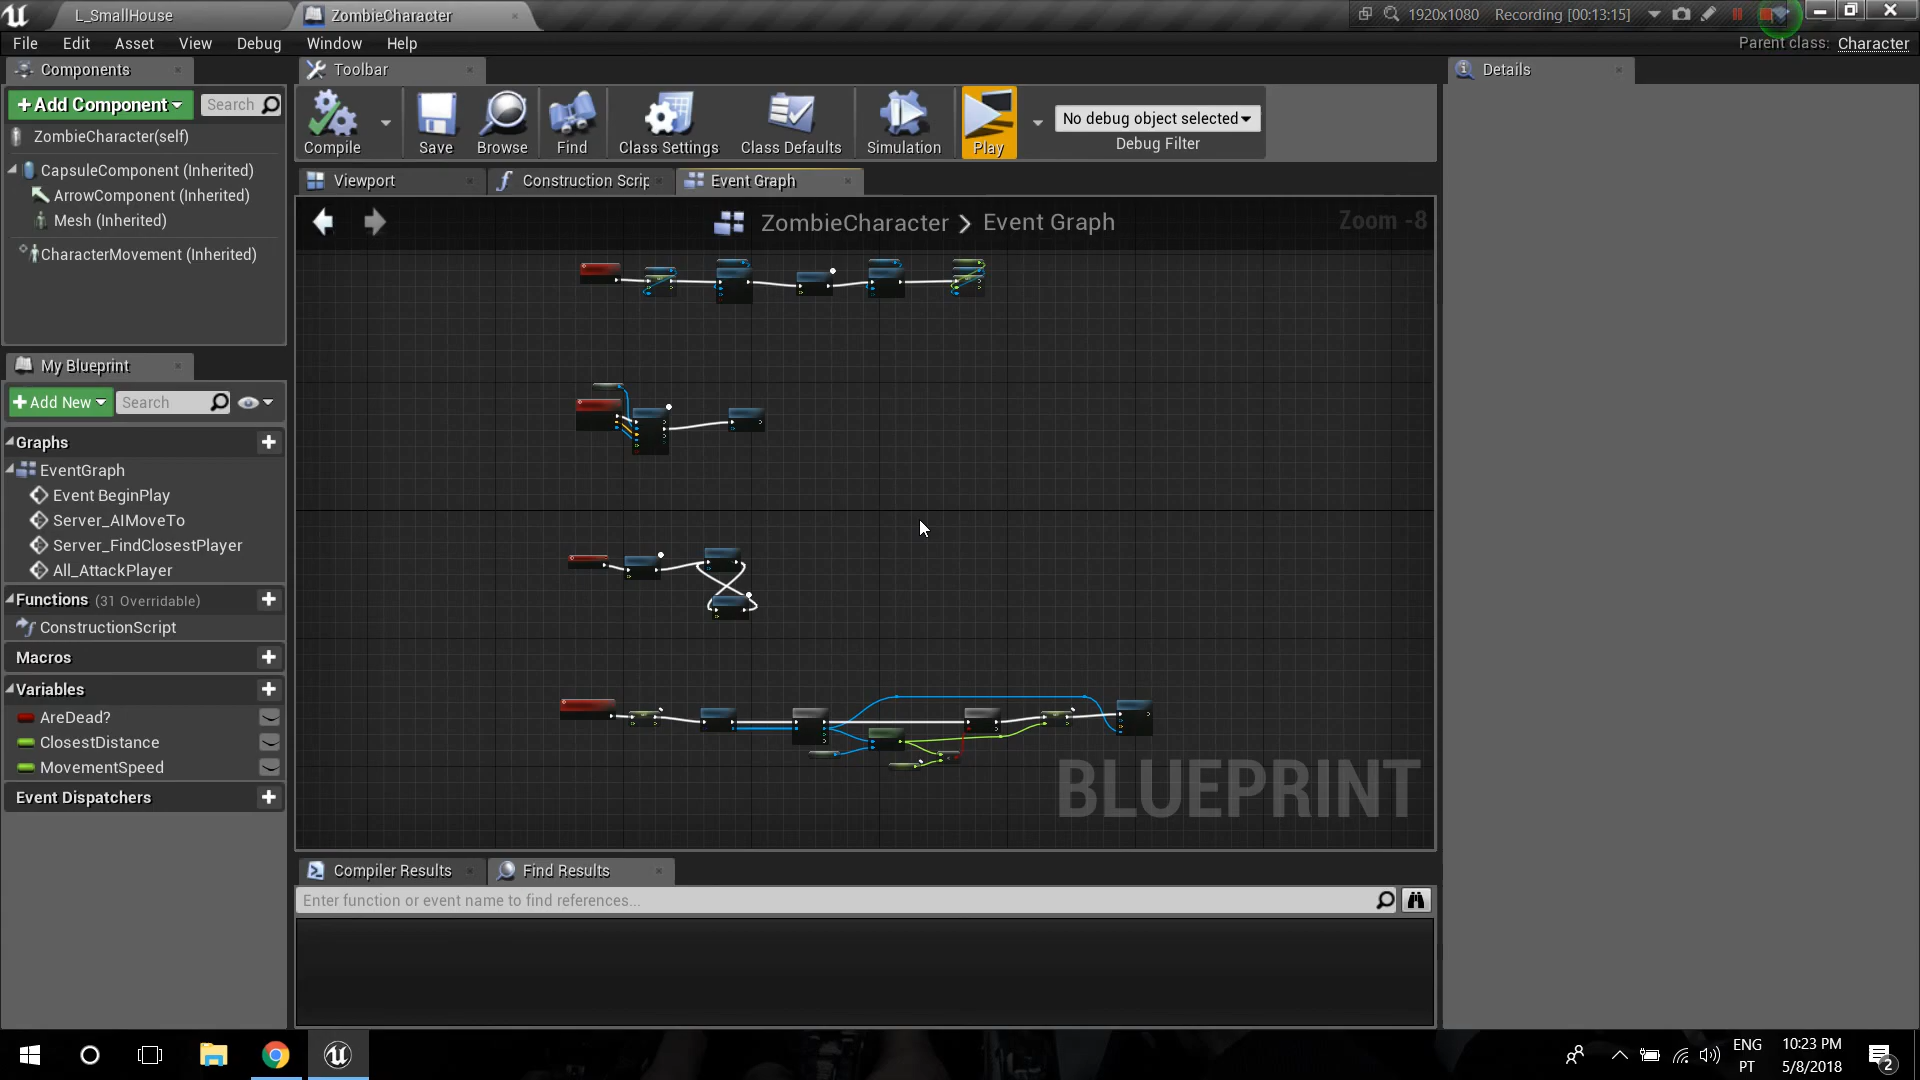 L_SmallHouse
ZombieCharacter
1920x1080
Recording [00:13:15]
File Edit Asset View Debug Window Help
Parent class: Character
Components
Toolbar
Details
+Add Component
Search
ZombieCharacter(self)
CapsuleComponent (Inherited)
ArrowComponent (Inherited)
Mesh (Inherited)
CharacterMovement (Inherited)
Compile
Save
Browse
Find
Class Settings
Class Defaults
Simulation
Play
No debug object selected
Debug Filter
Viewport
Construction Scrip
Event Graph
ZombieCharacter > Event Graph
Zoom -8
My Blueprint
+Add New
Search
Graphs
EventGraph
Event BeginPlay
Server_AIMoveTo
Server_FindClosestPlayer
All_AttackPlayer
Functions (31 Overridable)
ConstructionScript
Macros
Variables
AreDead?
ClosestDistance
MovementSpeed
Event Dispatchers
BLUEPRINT
Compiler Results
Find Results
Enter function or event name to find references...
ENG
PT
10:23 PM
5/8/2018
2